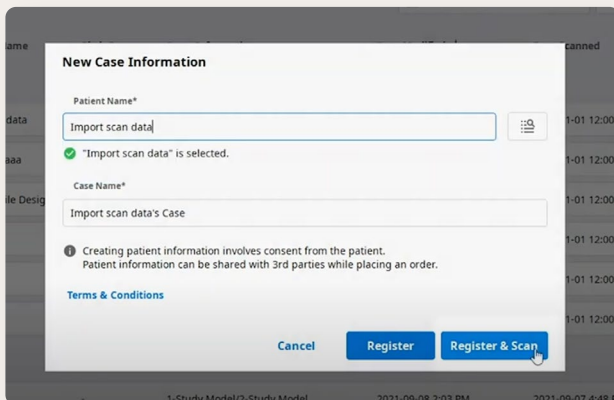 ame
canned
New Case Information
Patient Name*
data
Import scan data
1-01 12:00
"Import scan data" is selected.
aaa
1-01 12:00
Case Name*
ile Desig
1-01 12:00
Import scan data's Case
1-01 12:00
Creating patient information involves consent from the patient.
Patient information can be shared with 3rd parties while placing an order.
1-01 12:00
Terms & Conditions
1-01 12:00
Cancel
Register
Register & Scan
1-Study Model/2-Study Model
2021-09-08 2:03 PM
2021-09-07 4:48 P